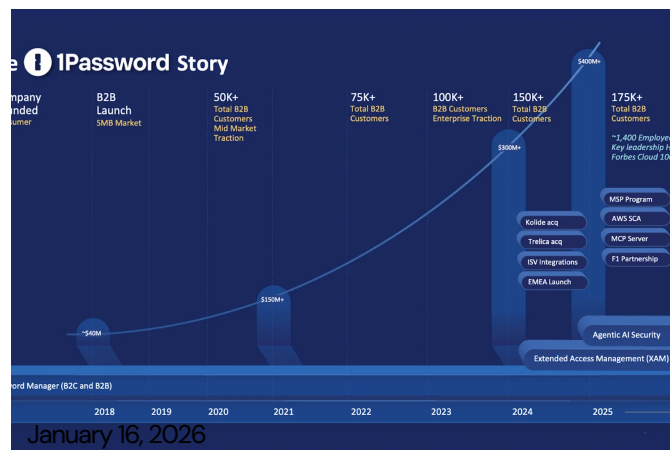 e 1Password Story
mpany
unded
sumer
B2B
Launch
SMB Market
50K+
Total B2B
Customers
Mid Market
Traction
75K+
Total B2B
Customers
100K+
B2B Customers
Enterprise Traction
150K+
Total B2B
Customers
175K+
Total B2B
Customers
~1,400 Employe
Key leadership H
Forbes Cloud 10
~$40M
$150M+
$300M+
$400M+
Kolide acq
Trelica acq
ISV Integrations
EMEA Launch
MSP Program
AWS SCA
MCP Server
F1 Partnership
Agentic AI Security
Extended Access Management (XAM)
word Manager (B2C and B2B)
2018 2019 2020 2021 2022 2023 2024 2025
January 16, 2026